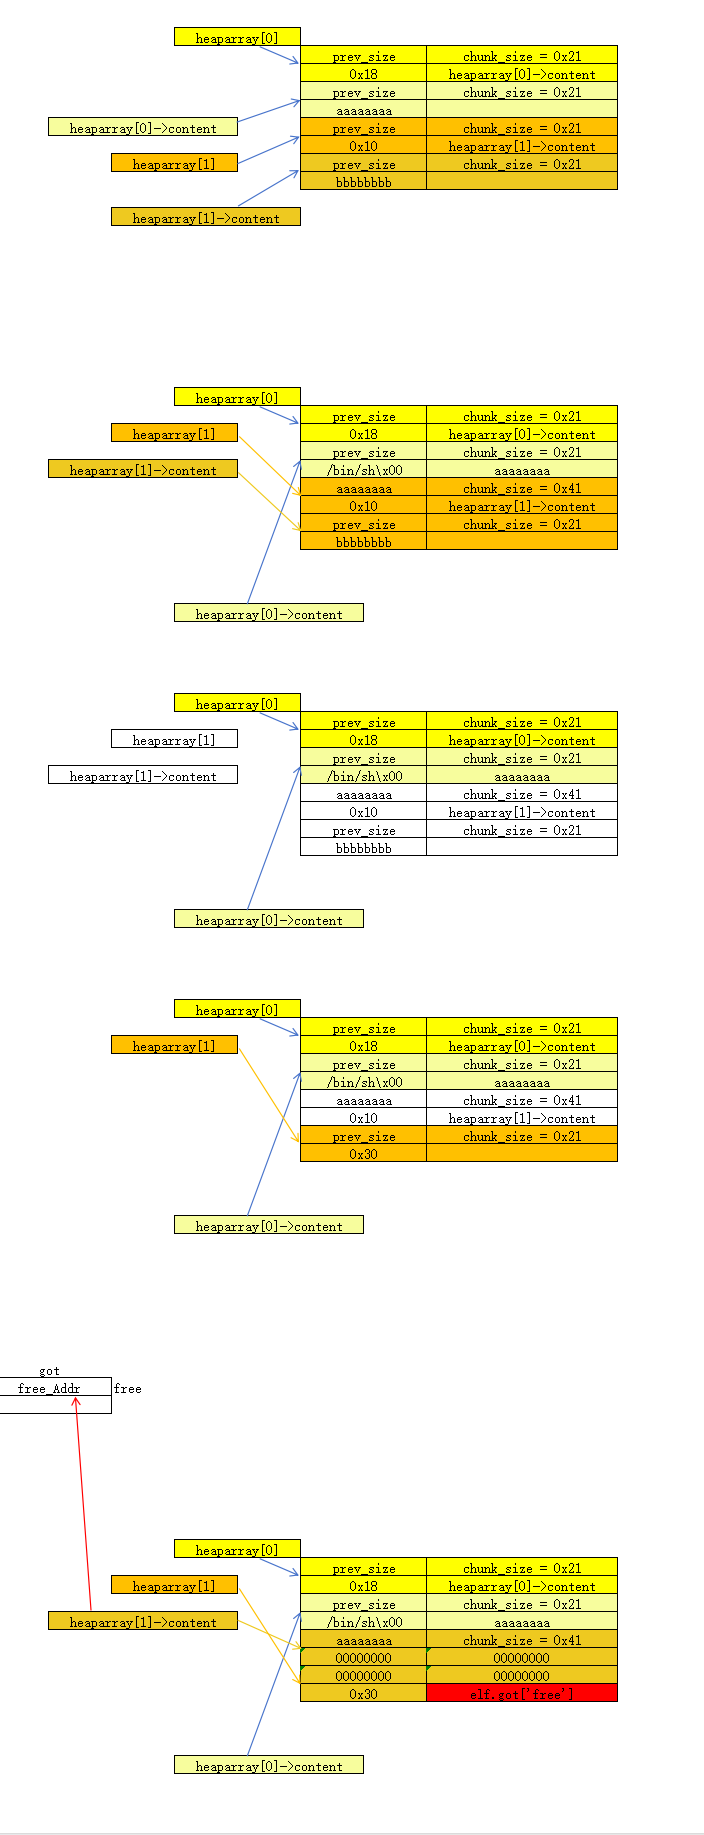 heaparray[0]
prev_size chunk_size = 0x21
0x18 heaparray[0]->content
prev_size chunk_size = 0x21
aaaaaaaa
heaparray[0]->content prev_size chunk_size = 0x21
0x10 heaparray[1]->content
heaparray[1] prev_size chunk_size = 0x21
bbbbbbbb
heaparray[1]->content
heaparray[0]
prev_size chunk_size = 0x21
heaparray[1] 0x18 heaparray[0]->content
prev_size chunk_size = 0x21
heaparray[1]->content /bin/sh\x00 aaaaaaaa
aaaaaaaa chunk_size = 0x41
0x10 heaparray[1]->content
prev_size chunk_size = 0x21
bbbbbbbb
heaparray[0]->content
heaparray[0]
prev_size chunk_size = 0x21
heaparray[1] 0x18 heaparray[0]->content
prev_size chunk_size = 0x21
heaparray[1]->content /bin/sh\x00 aaaaaaaa
aaaaaaaa chunk_size = 0x41
0x10 heaparray[1]->content
prev_size chunk_size = 0x21
bbbbbbbb
heaparray[0]->content
heaparray[0]
prev_size chunk_size = 0x21
heaparray[1] 0x18 heaparray[0]->content
prev_size chunk_size = 0x21
/bin/sh\x00 aaaaaaaa
aaaaaaaa chunk_size = 0x41
0x10 heaparray[1]->content
prev_size chunk_size = 0x21
0x30
heaparray[0]->content
got
free_Addr free
heaparray[0]
prev_size chunk_size = 0x21
heaparray[1] 0x18 heaparray[0]->content
prev_size chunk_size = 0x21
heaparray[1]->content /bin/sh\x00 aaaaaaaa
aaaaaaaa chunk_size = 0x41
00000000 00000000
00000000 00000000
0x30 elf.got['free']
heaparray[0]->content